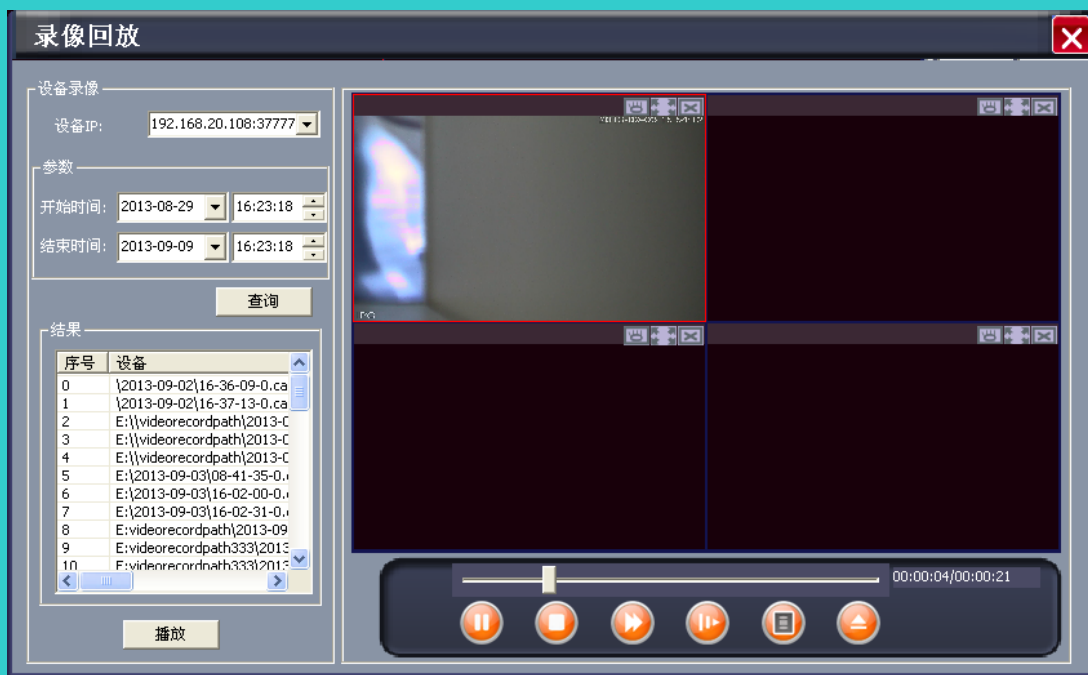 录像回放
设备录像
设备IP: 192.168.20.108:37777
参数
开始时间: 2013-08-29 16:23:18
结束时间: 2013-09-09 16:23:18
查询
结果
序号 设备
0 \2013-09-02\16-36-09-0.ca
1 \2013-09-02\16-37-13-0.ca
2 E:\\videorecordpath\2013-0
3 E:\\videorecordpath\2013-0
4 E:\\videorecordpath\2013-0
5 E:\2013-09-03\08-41-35-0.
6 E:\2013-09-03\16-02-00-0.
7 E:\2013-09-03\16-02-31-0.
8 E:videorecordpath\2013-09
9 E:videorecordpath333\2013
10 E:videorecordpath333\2013
播放
00:00:04/00:00:21